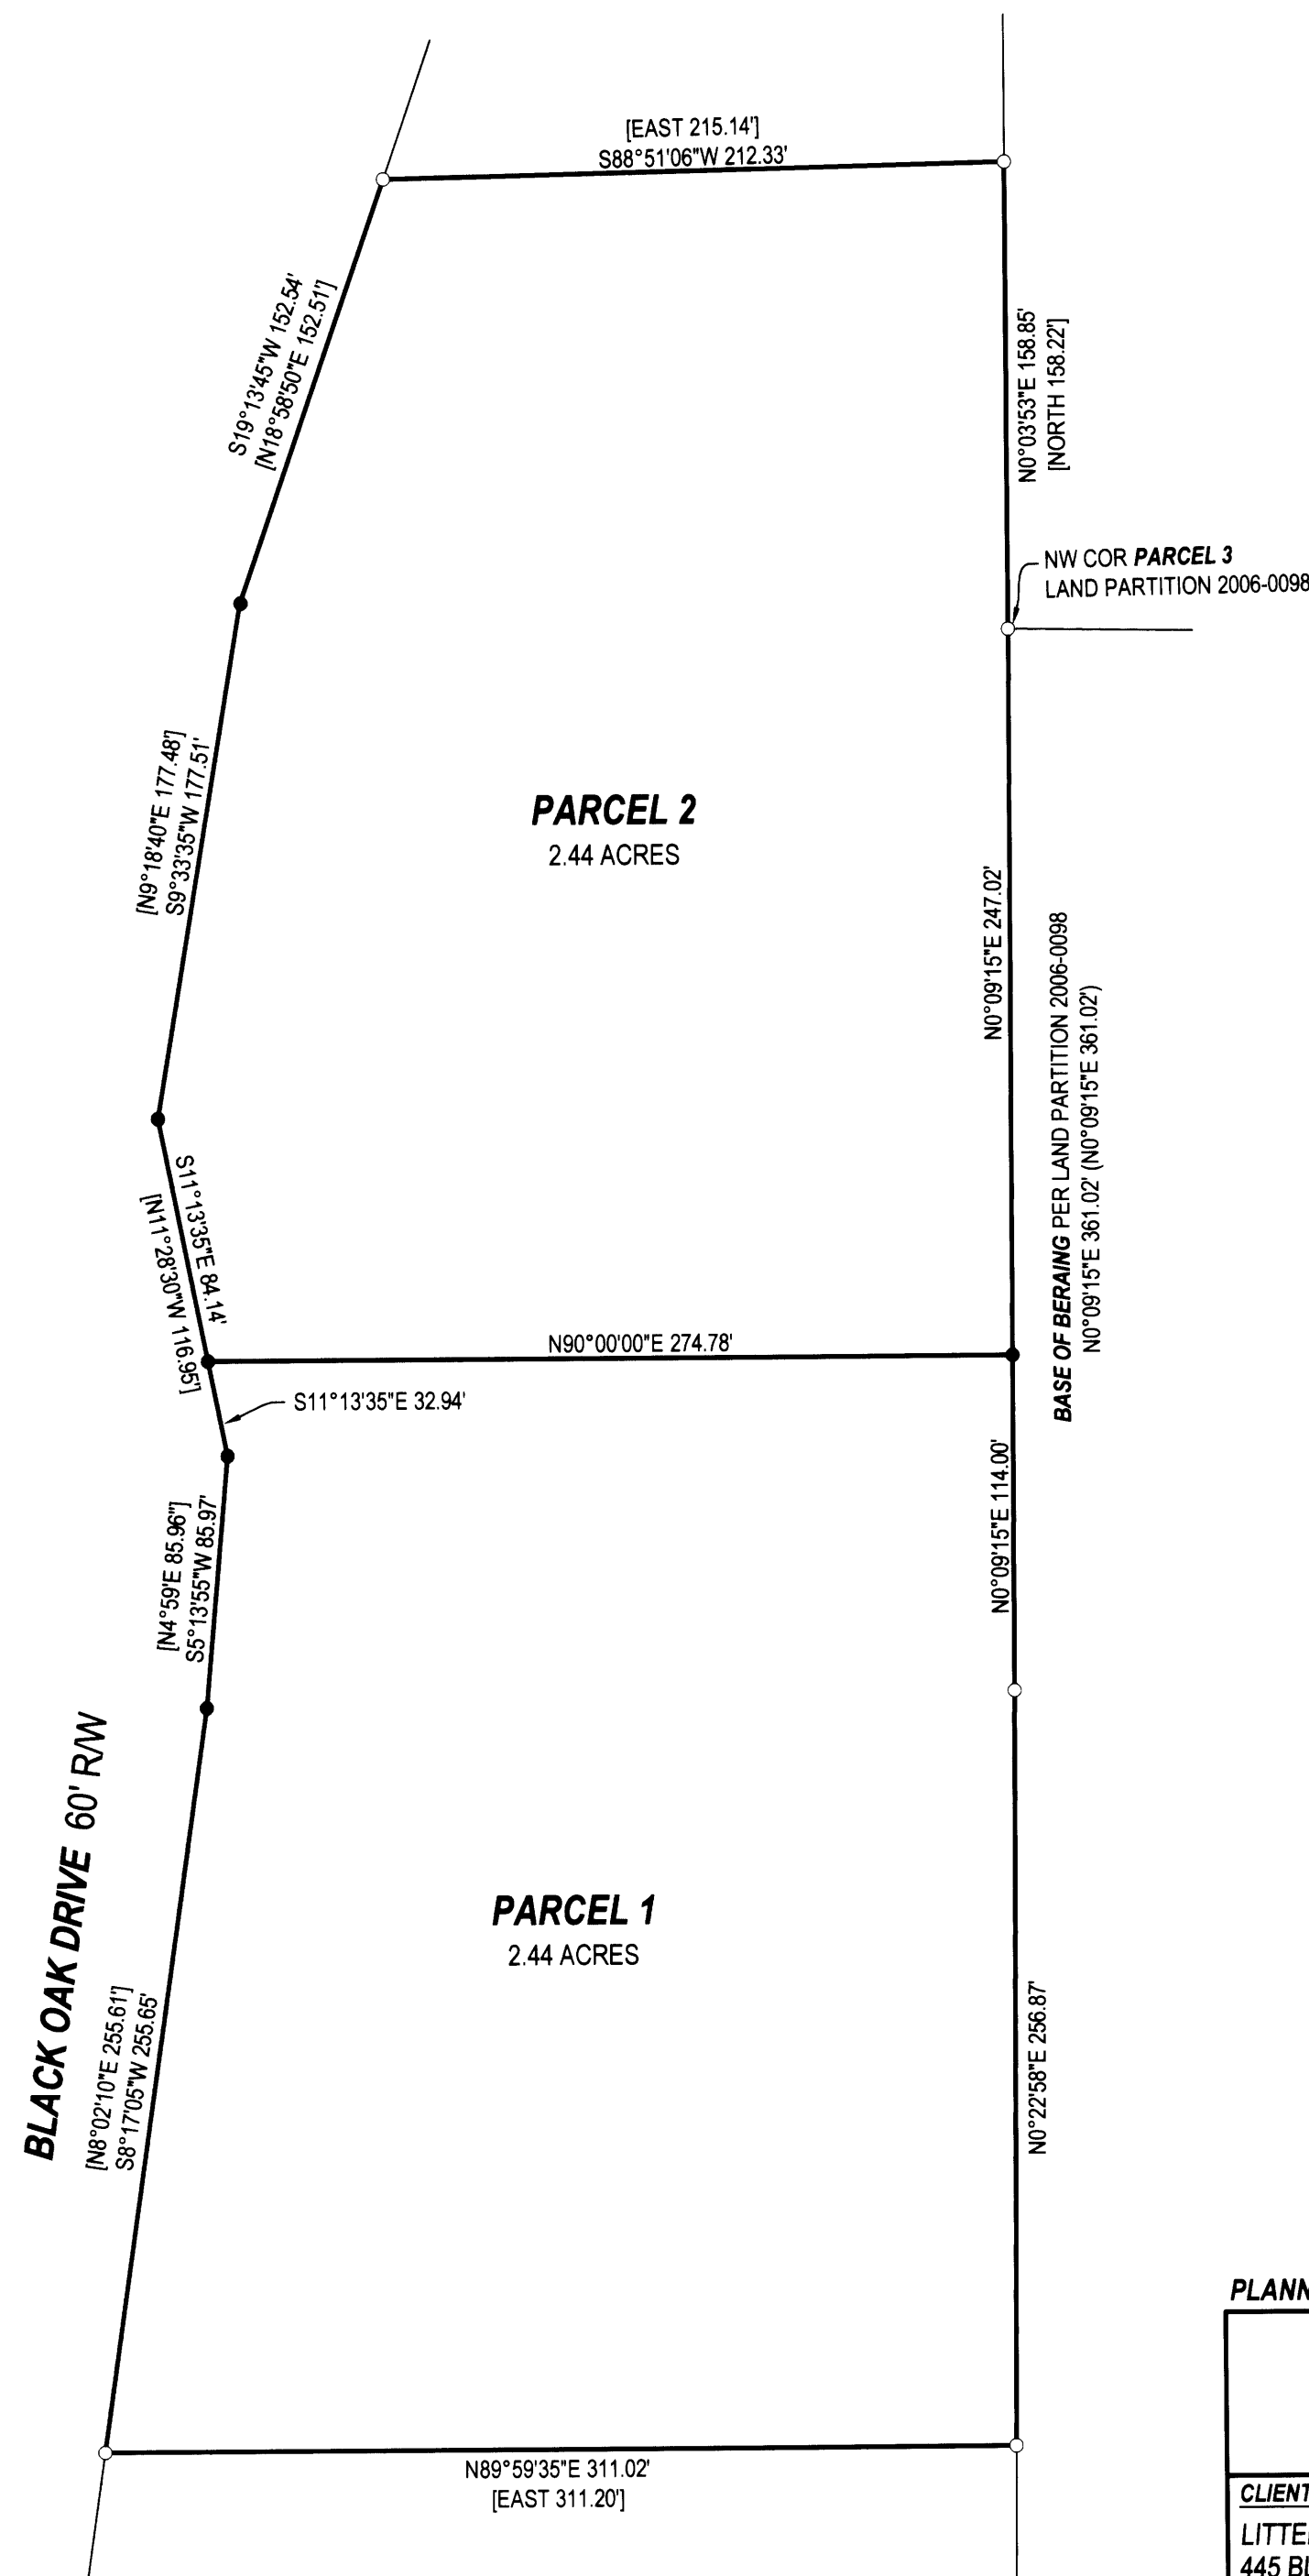 [EAST 215.14']
S88°51'06"W 212.33'
S19°13'45"W 152.54'
[N18°58'50"E 152.51']
N0°03'53"E 158.85'
[NORTH 158.22']
NW COR PARCEL 3
LAND PARTITION 2006-0098
[N9°18'40"E 177.48']
S9°33'35"W 177.51'
PARCEL 2
2.44 ACRES
N0°09'15"E 247.02'
BASE OF BERAING PER LAND PARTITION 2006-0098
N0°09'15"E 361.02' (N0°09'15"E 361.02')
S11°13'35"E 84.14'
[N11°28'30"W 116.95']
N90°00'00"E 274.78'
S11°13'35"E 32.94'
[N4°59'E 85.96"]
S5°13'55"W 85.97'
N0°09'15"E 114.00'
BLACK OAK DRIVE 60' R/W
PARCEL 1
2.44 ACRES
[N8°02'10"E 255.61']
S8°17'05"W 255.65'
N0°22'58"E 256.87'
N89°59'35"E 311.02'
[EAST 311.20']
PLANN
CLIENT
LITTE
445 BL